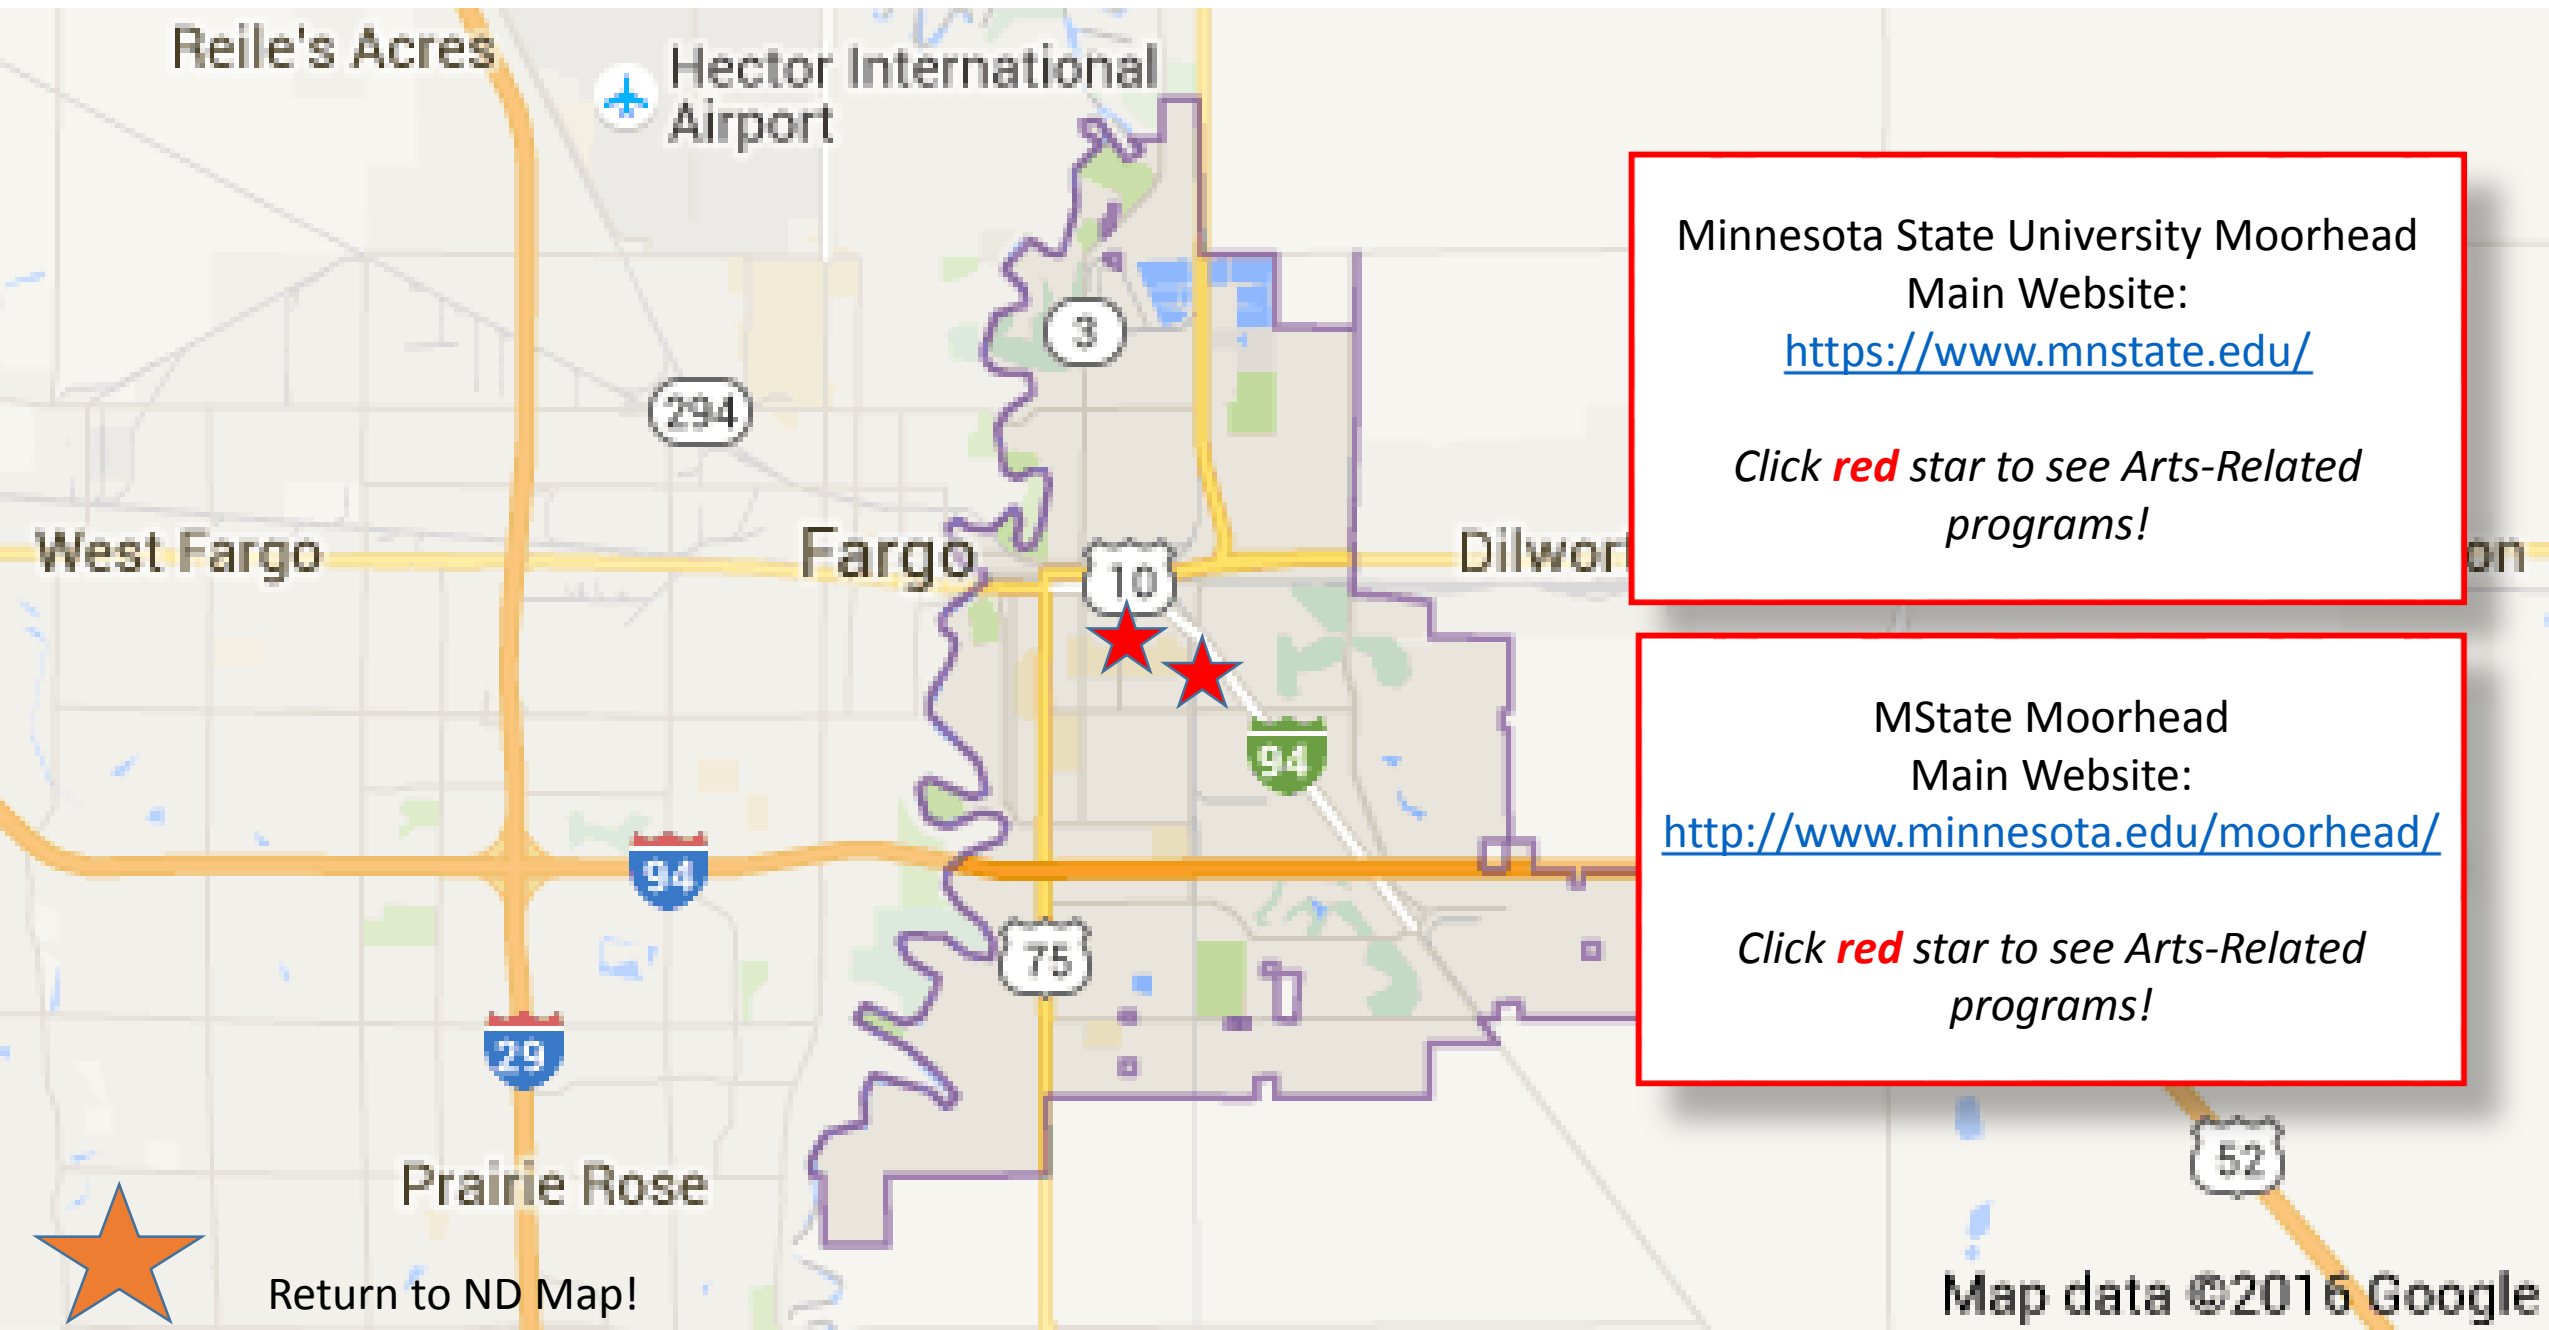 Reile's Acres
Hector International
Airport
Minnesota State University Moorhead
Main Website:
https://www.mnstate.edu/
Click red star to see Arts-Related
programs!
3
294
West Fargo
Fargo
10
Dilwor
on
MState Moorhead
Main Website:
http://www.minnesota.edu/moorhead/
Click red star to see Arts-Related
programs!
94
94
75
29
52
Prairie Rose
Return to ND Map!
Map data ©2016 Google